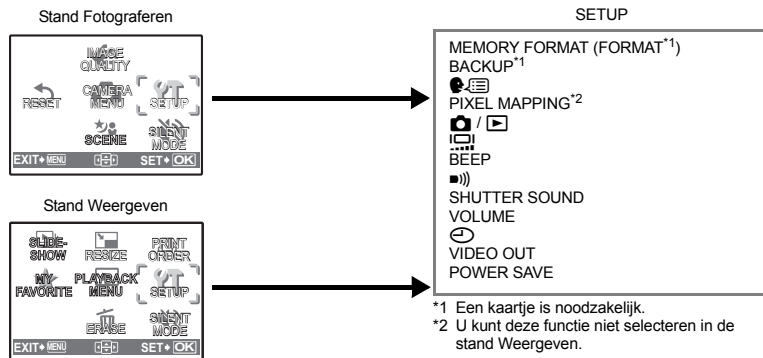 Stand Fotograferen
IMAGE QUALITY
RESET
CAMERA MENU
SETUP
SCENE
SILENT MODE
EXIT MENU
SET OK
Stand Weergeven
SLIDE-SHOW
RESIZE
PRINT ORDER
MY FAVORITE
PLAYBACK MENU
SETUP
ERASE
SILENT MODE
EXIT MENU
SET OK
SETUP
MEMORY FORMAT (FORMAT*1)
BACKUP*1
PIXEL MAPPING*2
/
BEEP
SHUTTER SOUND
VOLUME
VIDEO OUT
POWER SAVE
*1 Een kaartje is noodzakelijk.
*2 U kunt deze functie niet selecteren in de
stand Weergeven.